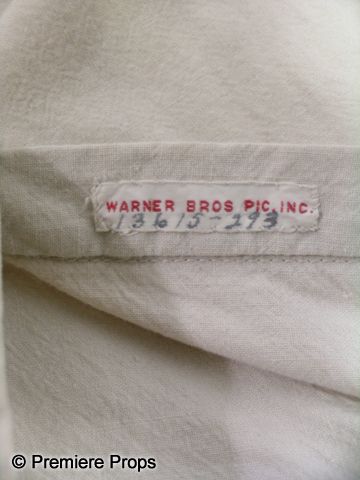 WARNER BROS PIC, INC.
13615-293
© Premiere Props